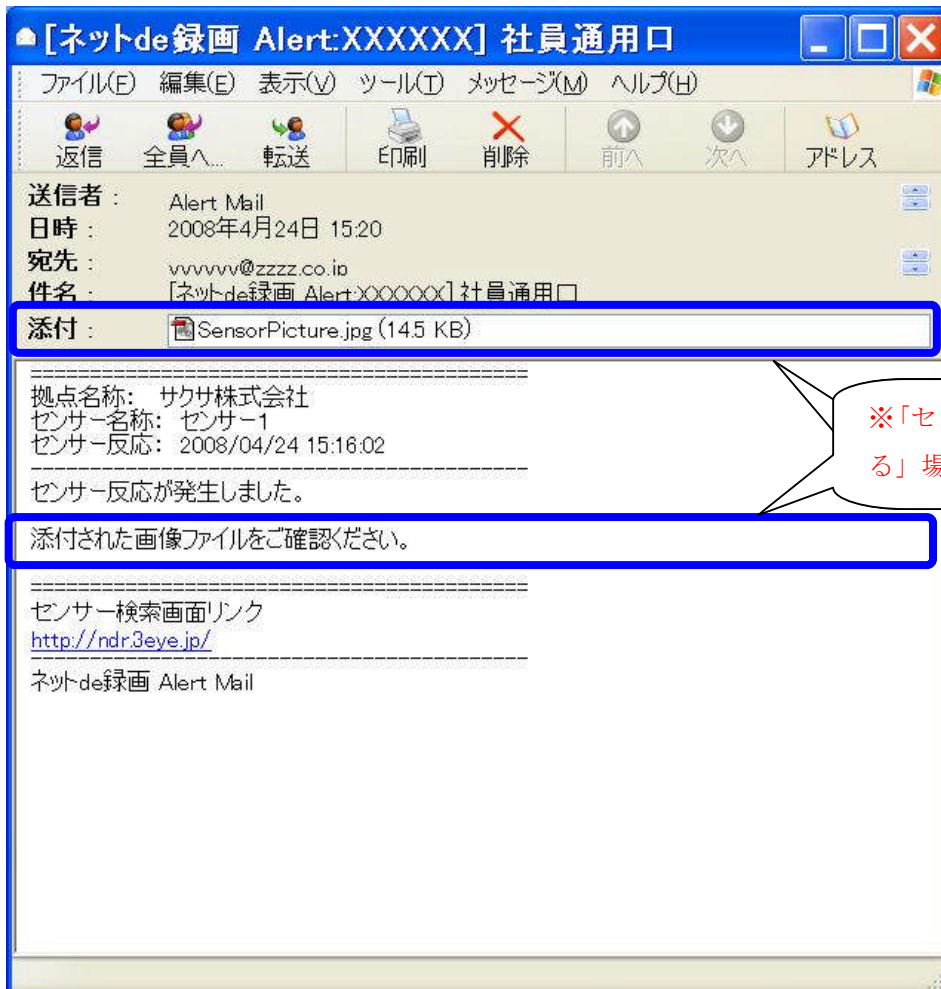 [ネットde録画 Alert:XXXXXX] 社員通用口
ファイル(F) 編集(E) 表示(V) ツール(T) メッセージ(M) ヘルプ(H)
返信 全員へ... 転送 印刷 削除 前へ 次へ アドレス
送信者: Alert Mail
日時: 2008年4月24日 15:20
宛先: vvvvvv@zzzz.co.jp
件名: [ネットde録画 Alert:XXXXXX] 社員通用口
添付: SensorPicture.jpg (14.5 KB)
==========================================
拠点名称: サクサ株式会社
センサー名称: センサー1
センサー反応: 2008/04/24 15:16:02
------------------------------------------
センサー反応が発生しました。
添付された画像ファイルをご確認ください。
==========================================
センサー検索画面リンク
http://ndr.3eye.jp/
------------------------------------------
ネットde録画 Alert Mail
※「セ
る」場